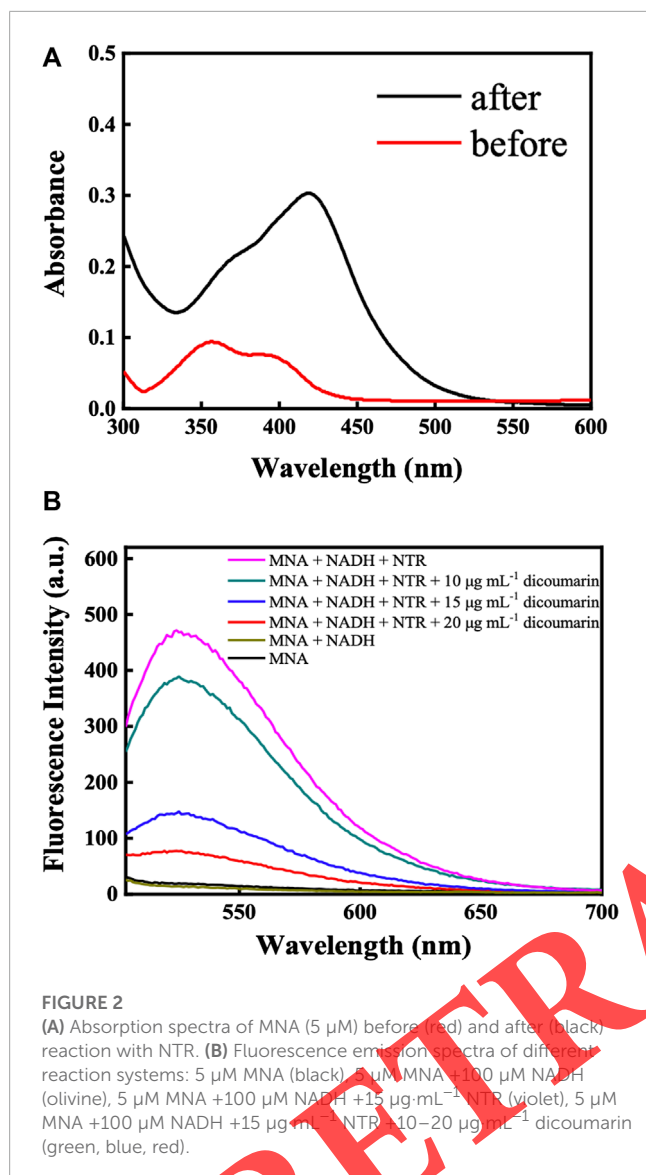 A
0.5
0.4
0.3
0.2
0.1
0.0
Absorbance
after
before
300 350 400 450 500 550 600
Wavelength (nm)
B
600
500
400
300
200
100
0
Fluorescence Intensity (a.u.)
MNA + NADH + NTR
MNA + NADH + NTR + 10 µg mL⁻¹ dicoumarin
MNA + NADH + NTR + 15 µg mL⁻¹ dicoumarin
MNA + NADH + NTR + 20 µg mL⁻¹ dicoumarin
MNA + NADH
MNA
550 600 650 700
Wavelength (nm)
FIGURE 2
(A) Absorption spectra of MNA (5 µM) before (red) and after (black)
reaction with NTR. (B) Fluorescence emission spectra of different
reaction systems: 5 µM MNA (black), 5 µM MNA +100 µM NADH
(olivine), 5 µM MNA +100 µM NADH +15 µg·mL⁻¹ NTR (violet), 5 µM
MNA +100 µM NADH +15 µg·mL⁻¹ NTR +10–20 µg·mL⁻¹ dicoumarin
(green, blue, red).
RETRA